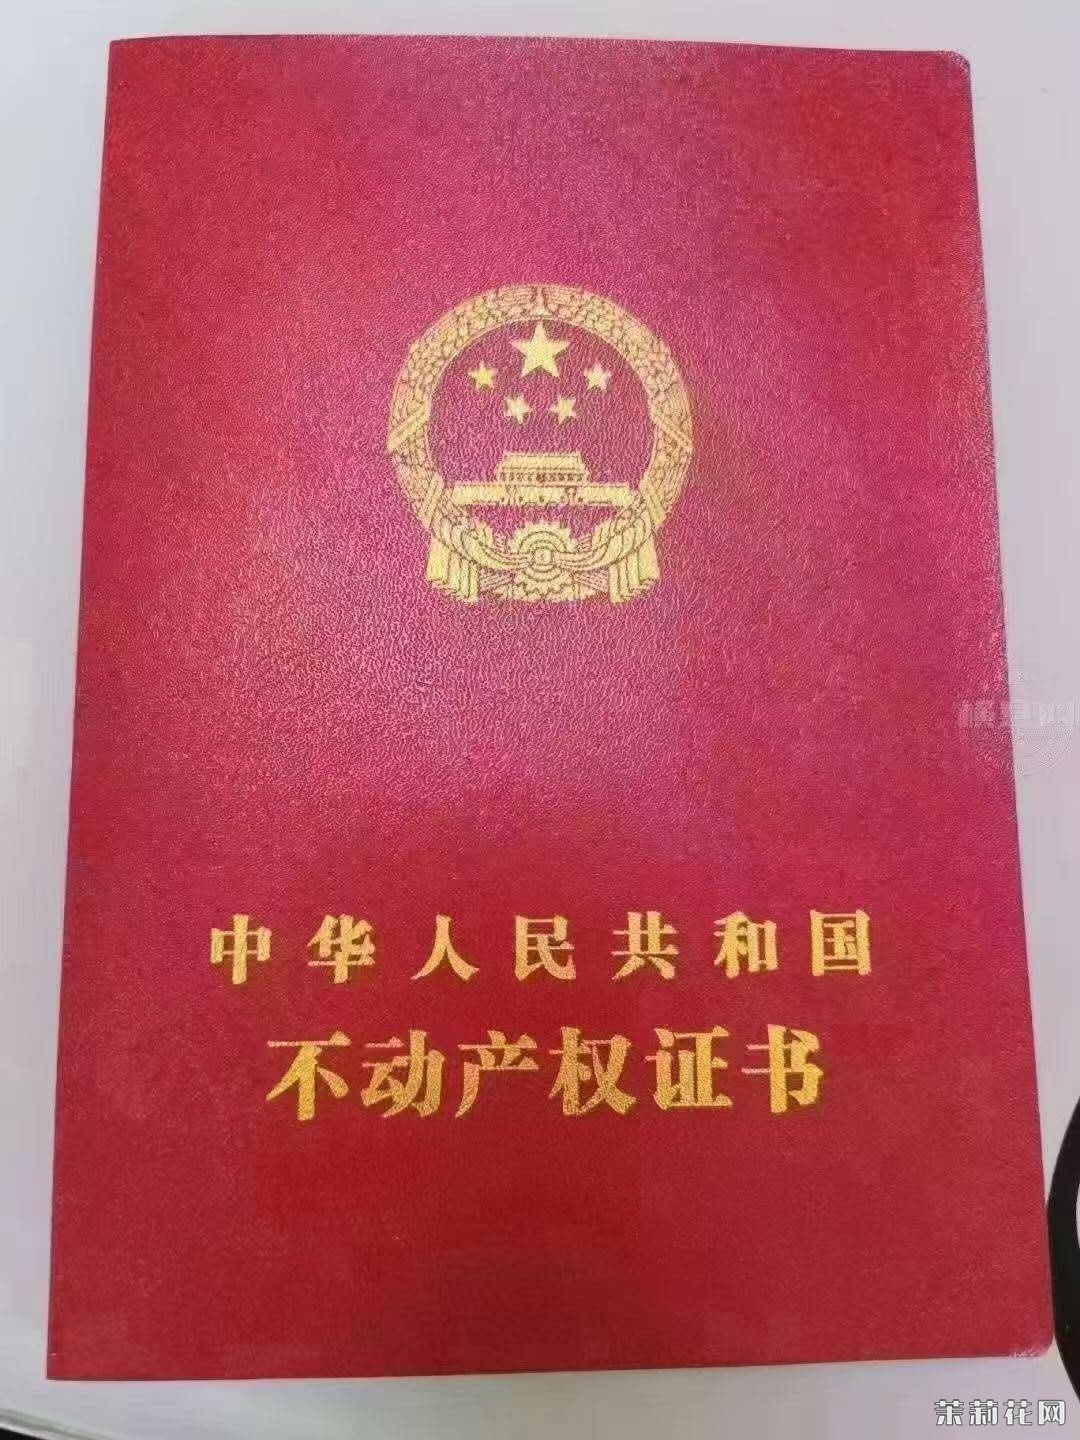 中华人民共和国
不动产权证书
茉莉花网